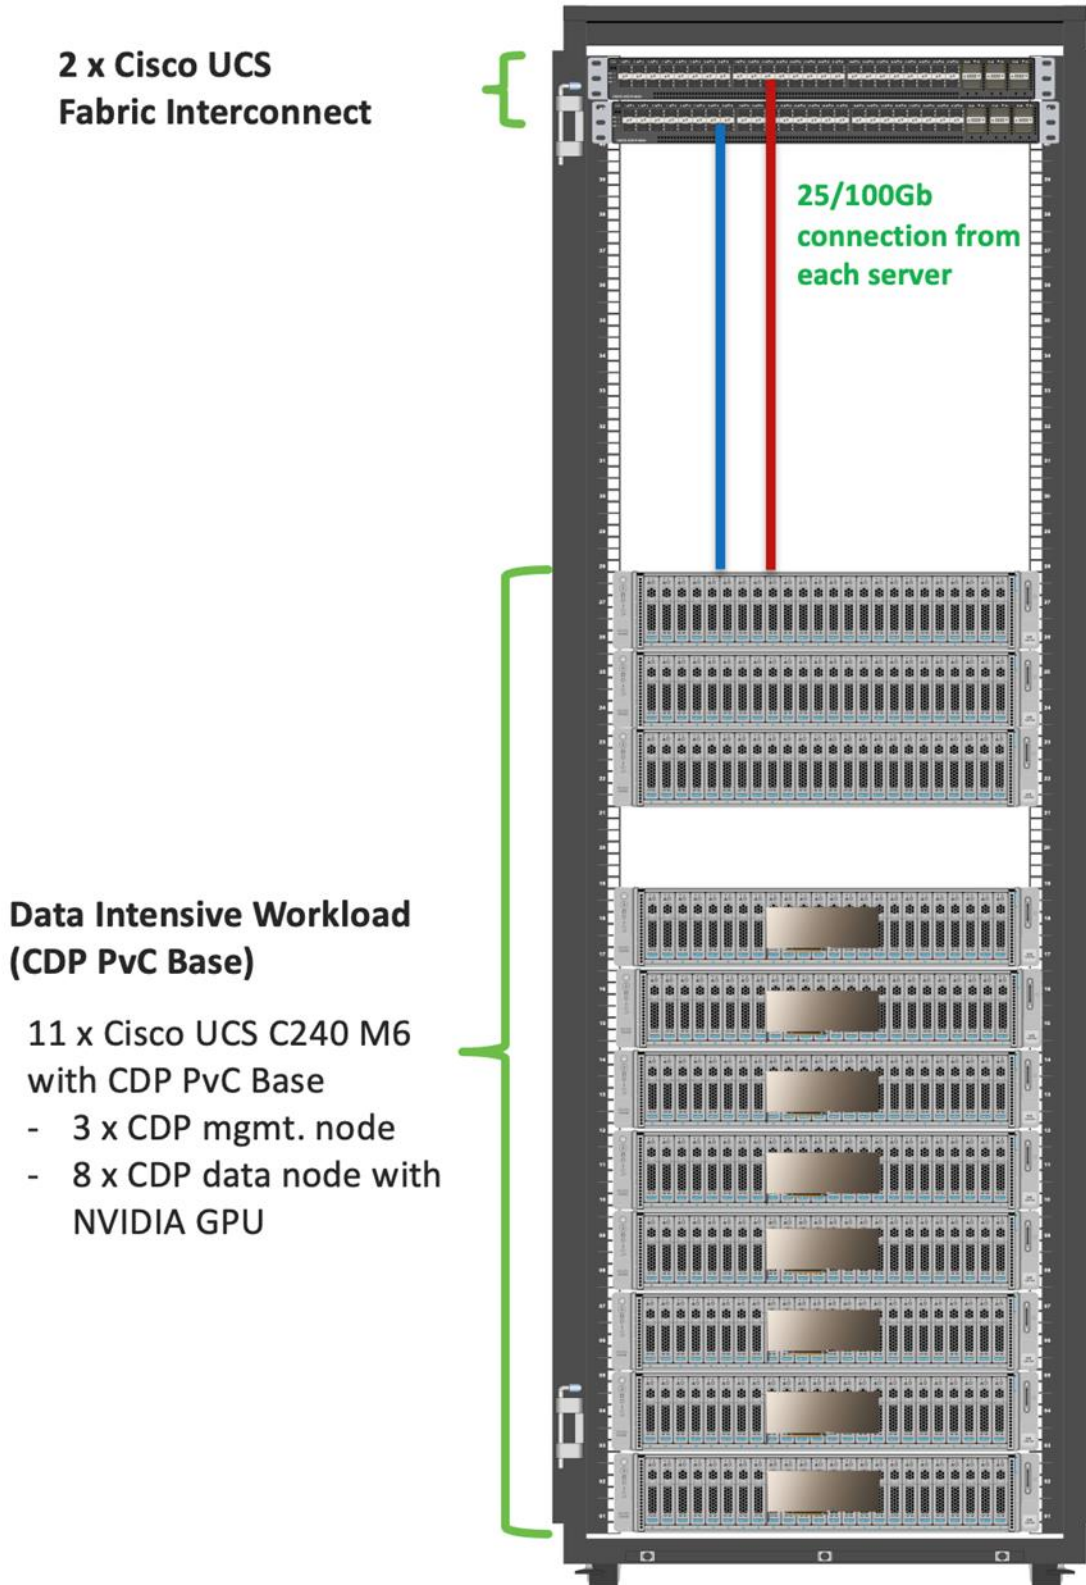 2 x Cisco UCS
Fabric Interconnect
25/100Gb
connection from
each server
Data Intensive Workload
(CDP PvC Base)
11 x Cisco UCS C240 M6
with CDP PvC Base
- 3 x CDP mgmt. node
- 8 x CDP data node with
NVIDIA GPU